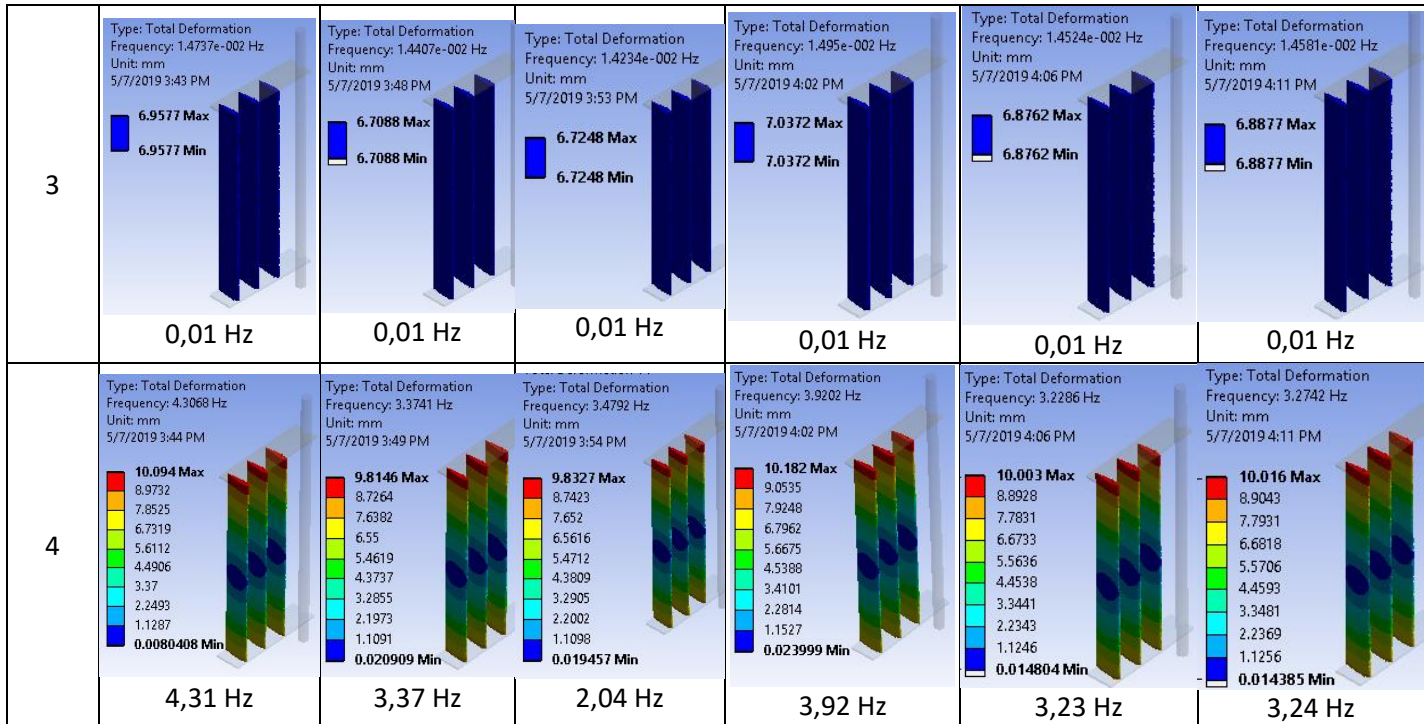 3
Type: Total Deformation
Frequency: 1.4737e-002 Hz
Unit: mm
5/7/2019 3:43 PM
6.9577 Max
6.9577 Min
0,01 Hz
Type: Total Deformation
Frequency: 1.4407e-002 Hz
Unit: mm
5/7/2019 3:48 PM
6.7088 Max
6.7088 Min
0,01 Hz
Type: Total Deformation
Frequency: 1.4234e-002 Hz
Unit: mm
5/7/2019 3:53 PM
6.7248 Max
6.7248 Min
0,01 Hz
Type: Total Deformation
Frequency: 1.495e-002 Hz
Unit: mm
5/7/2019 4:02 PM
7.0372 Max
7.0372 Min
0,01 Hz
Type: Total Deformation
Frequency: 1.4524e-002 Hz
Unit: mm
5/7/2019 4:06 PM
6.8762 Max
6.8762 Min
0,01 Hz
Type: Total Deformation
Frequency: 1.4581e-002 Hz
Unit: mm
5/7/2019 4:11 PM
6.8877 Max
6.8877 Min
0,01 Hz
4
Type: Total Deformation
Frequency: 4.3068 Hz
Unit: mm
5/7/2019 3:44 PM
10.094 Max
8.9732
7.8525
6.7319
5.6112
4.4906
3.37
2.2493
1.1287
0.0080408 Min
4,31 Hz
Type: Total Deformation
Frequency: 3.3741 Hz
Unit: mm
5/7/2019 3:49 PM
9.8146 Max
8.7264
7.6382
6.55
5.4619
4.3737
3.2855
2.1973
1.1091
0.020909 Min
3,37 Hz
Type: Total Deformation
Frequency: 3.4792 Hz
Unit: mm
5/7/2019 3:54 PM
9.8327 Max
8.7423
7.652
6.5616
5.4712
4.3809
3.2905
2.2002
1.1098
0.019457 Min
2,04 Hz
Type: Total Deformation
Frequency: 3.9202 Hz
Unit: mm
5/7/2019 4:02 PM
10.182 Max
9.0535
7.9248
6.7962
5.6675
4.5388
3.4101
2.2814
1.1527
0.023999 Min
3,92 Hz
Type: Total Deformation
Frequency: 3.2286 Hz
Unit: mm
5/7/2019 4:06 PM
10.003 Max
8.8928
7.7831
6.6733
5.5636
4.4538
3.3441
2.2343
1.1246
0.014804 Min
3,23 Hz
Type: Total Deformation
Frequency: 3.2742 Hz
Unit: mm
5/7/2019 4:11 PM
10.016 Max
8.9043
7.7931
6.6818
5.5706
4.4593
3.3481
2.2369
1.1256
0.014385 Min
3,24 Hz